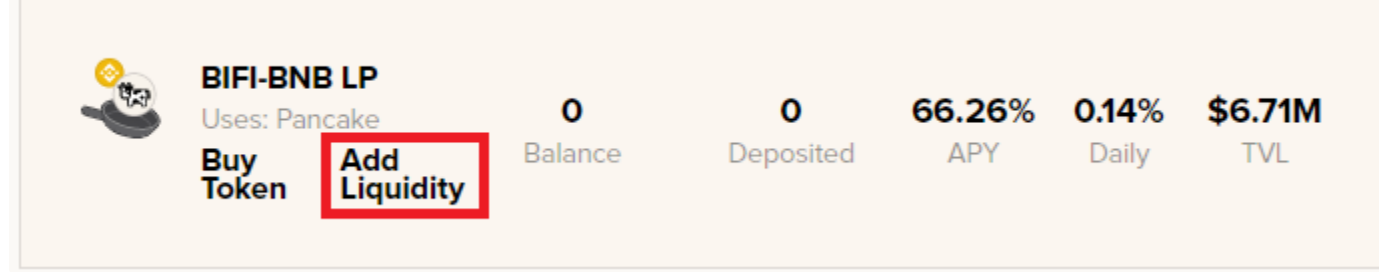 BIFI-BNB LP
Uses: Pancake
Buy Token
Add Liquidity
0
Balance
0
Deposited
66.26%
APY
0.14%
Daily
$6.71M
TVL